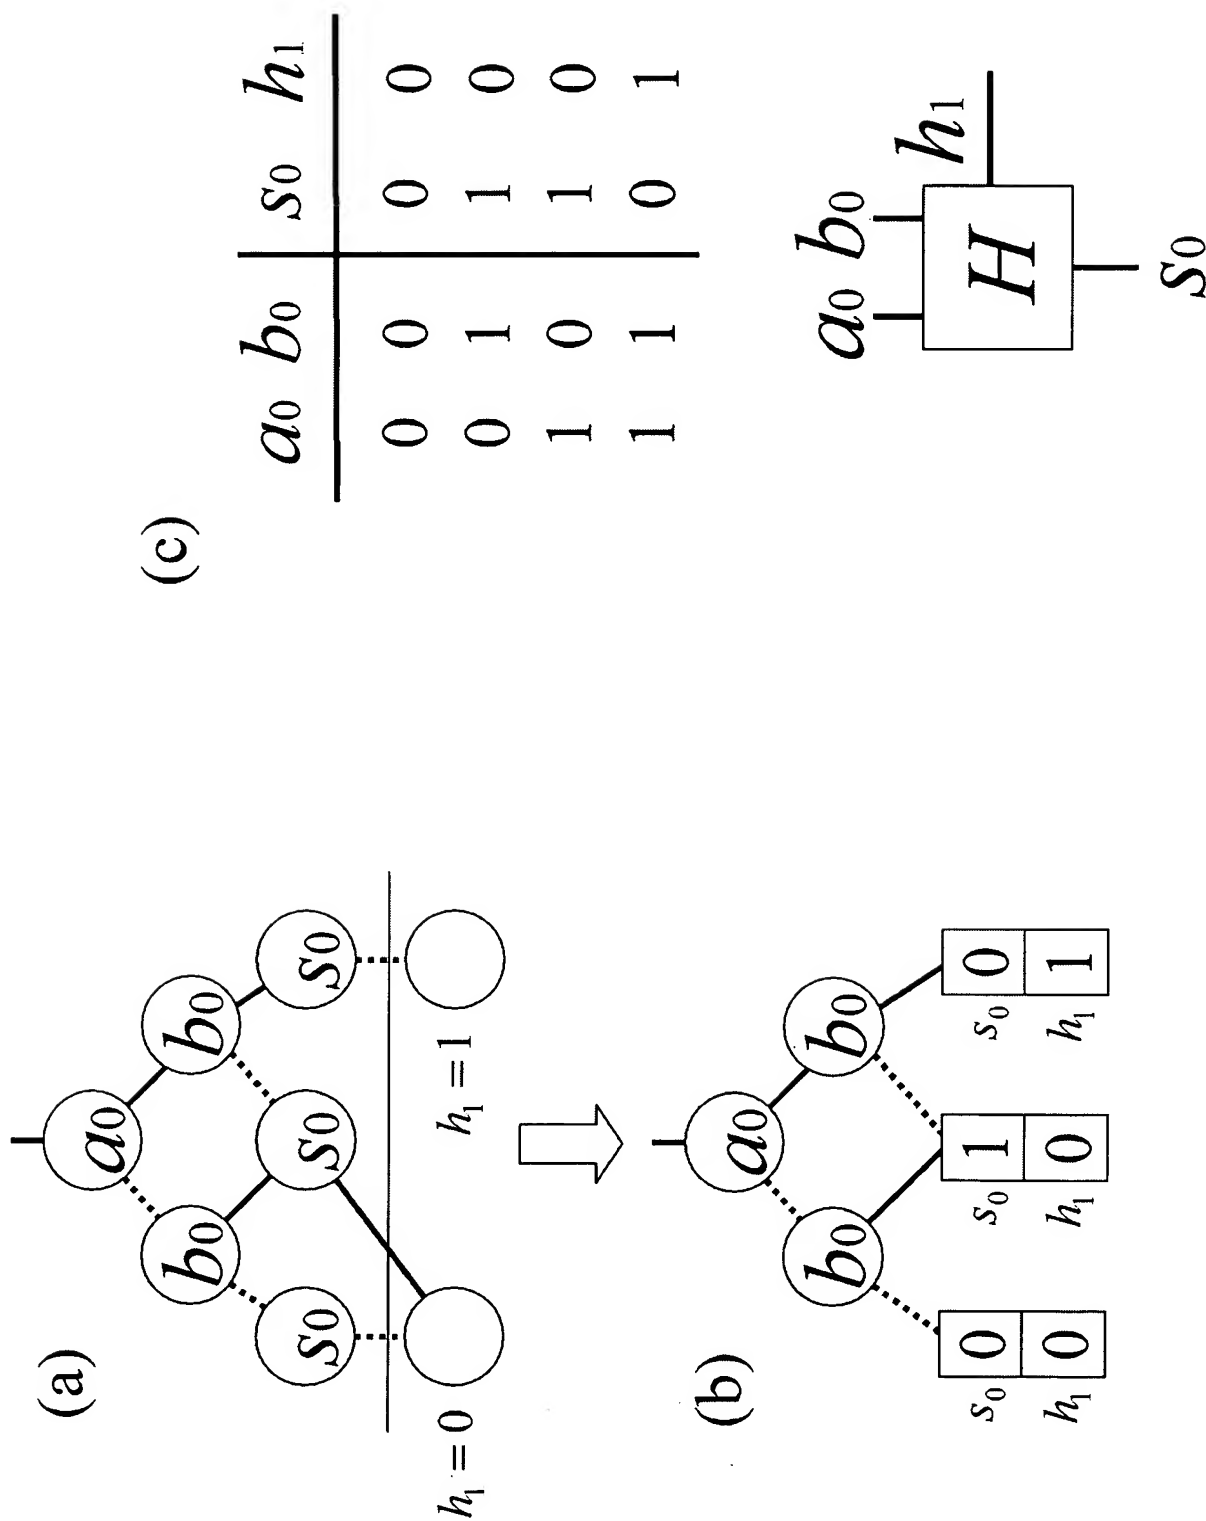 (a)
a0
b0 b0
s0 s0 s0
h1 = 0 h1 = 1
(b)
a0
b0 b0
s0 0 s0 1 s0 0
h1 0 h1 0 h1 1
(c)
a0 b0 s0 h1
0 0 0 0
0 1 1 0
1 0 1 0
1 1 0 1
a0 b0
h1
H
s0